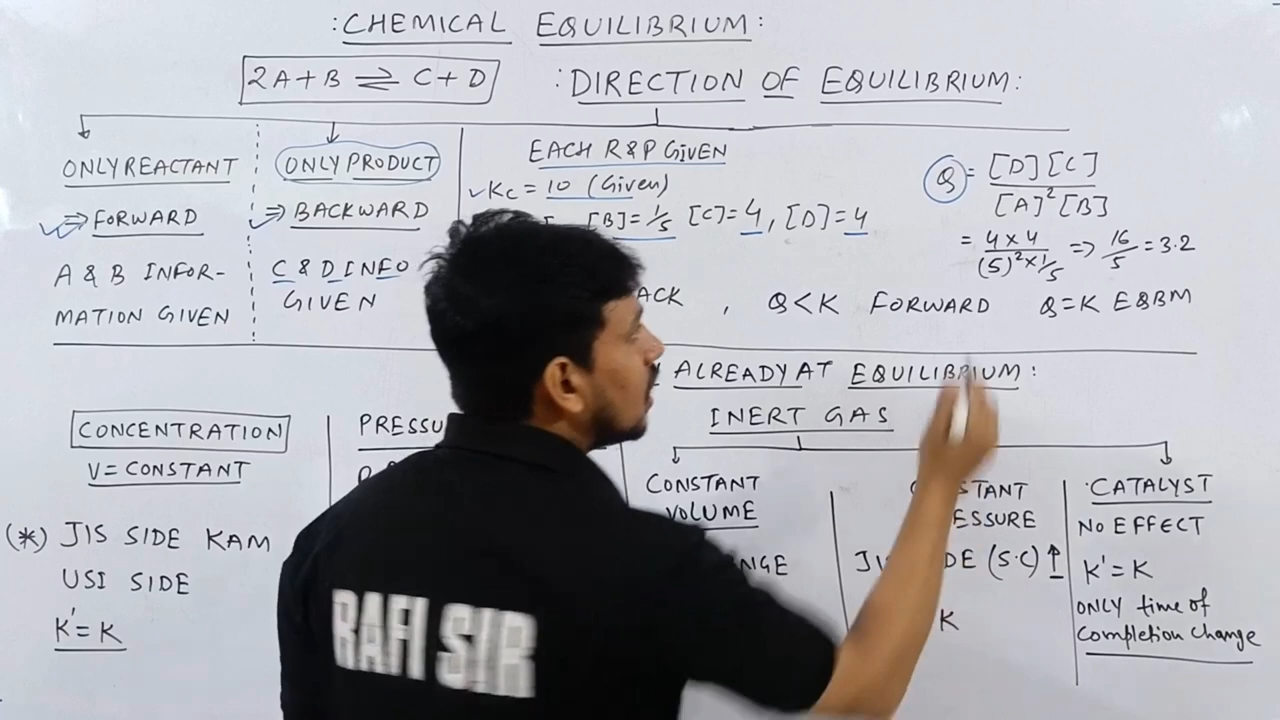 :CHEMICAL EQUILIBRIUM:
2A+B ⇌ C+D
:DIRECTION OF EQUILIBRIUM:
ONLY REACTANT
⇒ FORWARD
A & B INFOR-
MATION GIVEN
ONLY PRODUCT
⇒ BACKWARD
C & D INFO
GIVEN
EACH R&P GIVEN
✓Kc = 10 (Given)
[B]=1/5 [C]=4, [D]=4
Q = [D][C] / [A]²[B]
= 4×4 / (5)²×1/5 ⇒ 16/5 = 3.2
, Q<K FORWARD Q=K EQBM
ALREADY AT EQUILIBRIUM:
CONCENTRATION
V=CONSTANT
(*) JIS SIDE KAM
USI SIDE
K'=K
INERT GAS
CONSTANT
VOLUME
(S.C)↑
K
CATALYST
NO EFFECT
K'=K
ONLY time of
completion change
RAFI SIR